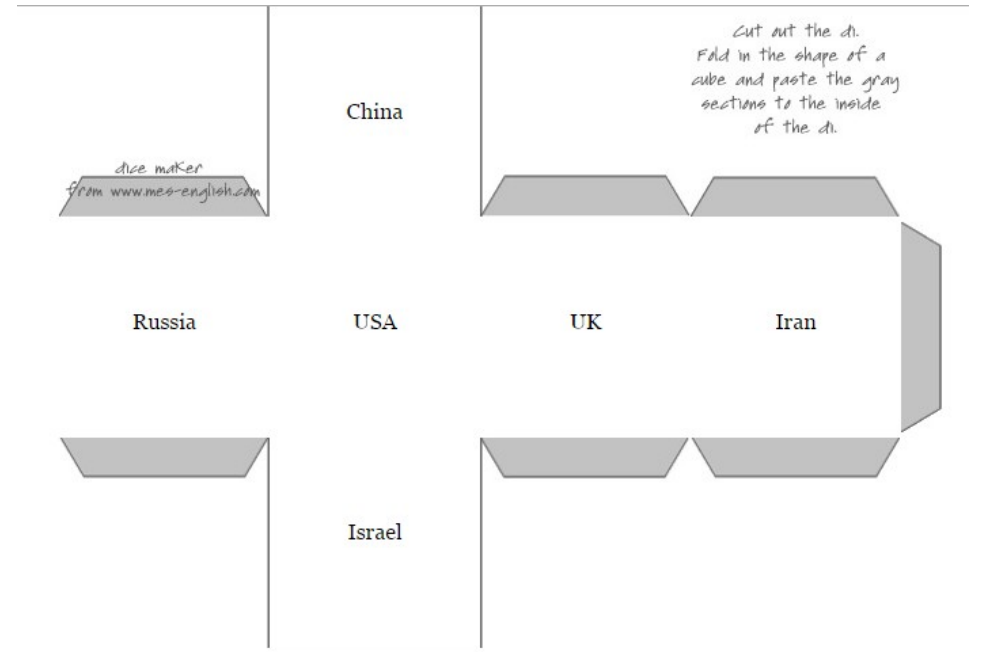 Cut out the di.
Fold in the shape of a
cube and paste the gray
sections to the inside
of the di.
China
dice maker
from www.mes-english.com
Russia USA UK Iran
Israel